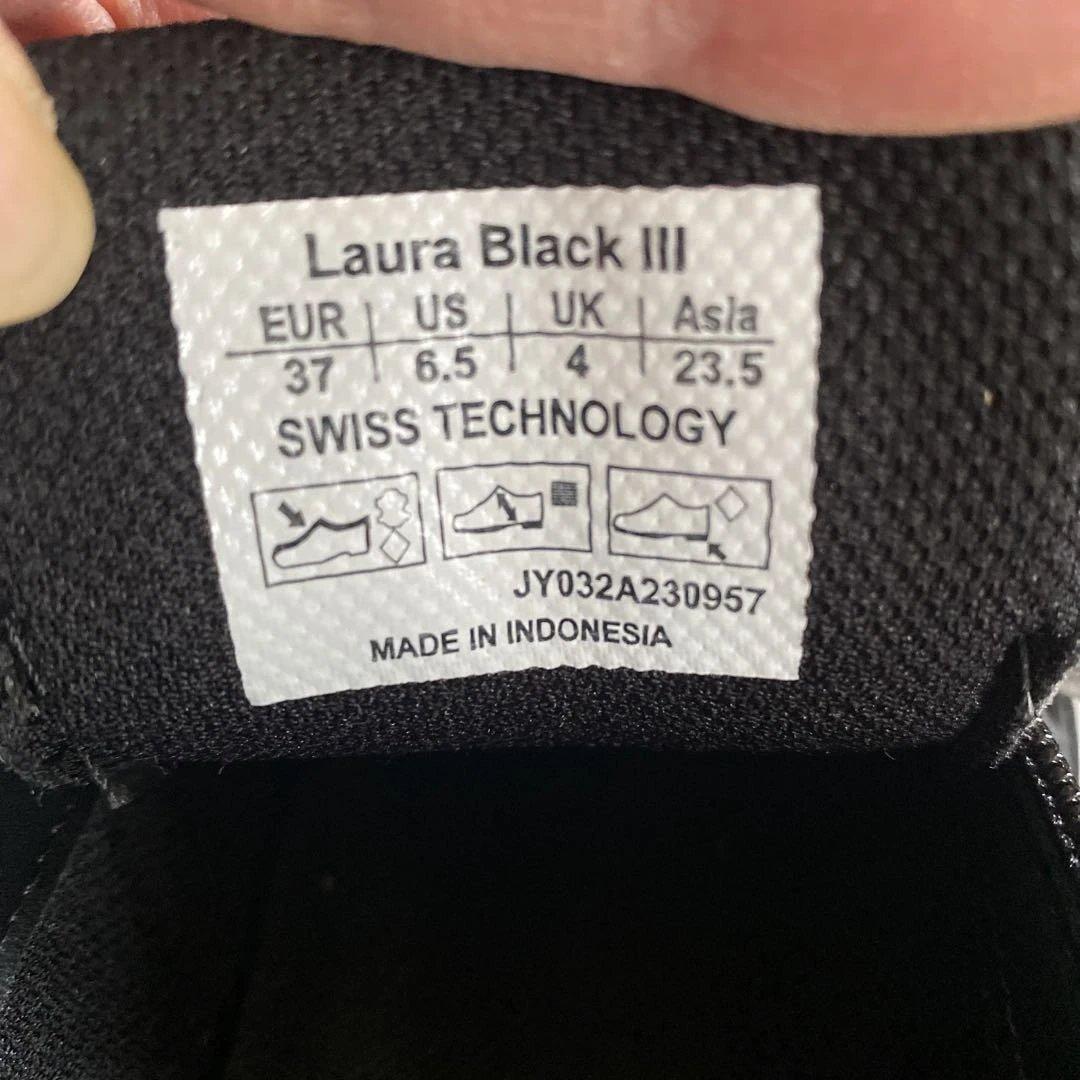 Laura Black III
EUR | US | UK | Asia
37 | 6.5 | 4 | 23.5
SWISS TECHNOLOGY
JY032A230957
MADE IN INDONESIA